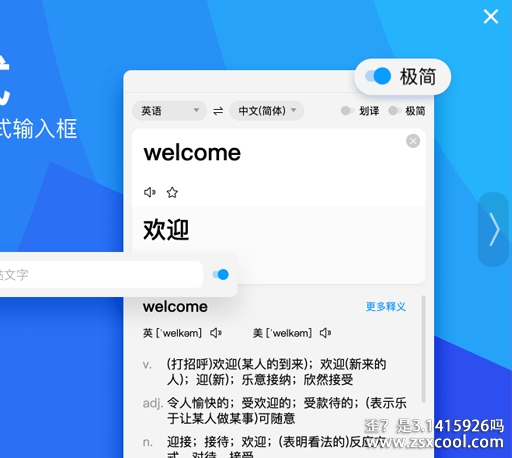 式
极简
式输入框
英语
中文(简体)
划译
极简
welcome
欢迎
贴文字
welcome
更多释义
英 [ˈwelkəm]
美 [ˈwelkəm]
v. (打招呼)欢迎(某人的到来)；欢迎(新来的
人)；迎(新)；乐意接纳；欣然接受
adj. 令人愉快的；受欢迎的；受款待的；(表示乐
于让某人做某事)可随意
n. 迎接；接待；欢迎；(表明看法的)反应方
式，对待，接受
歪？是3.1415926吗
www.zsxcool.com